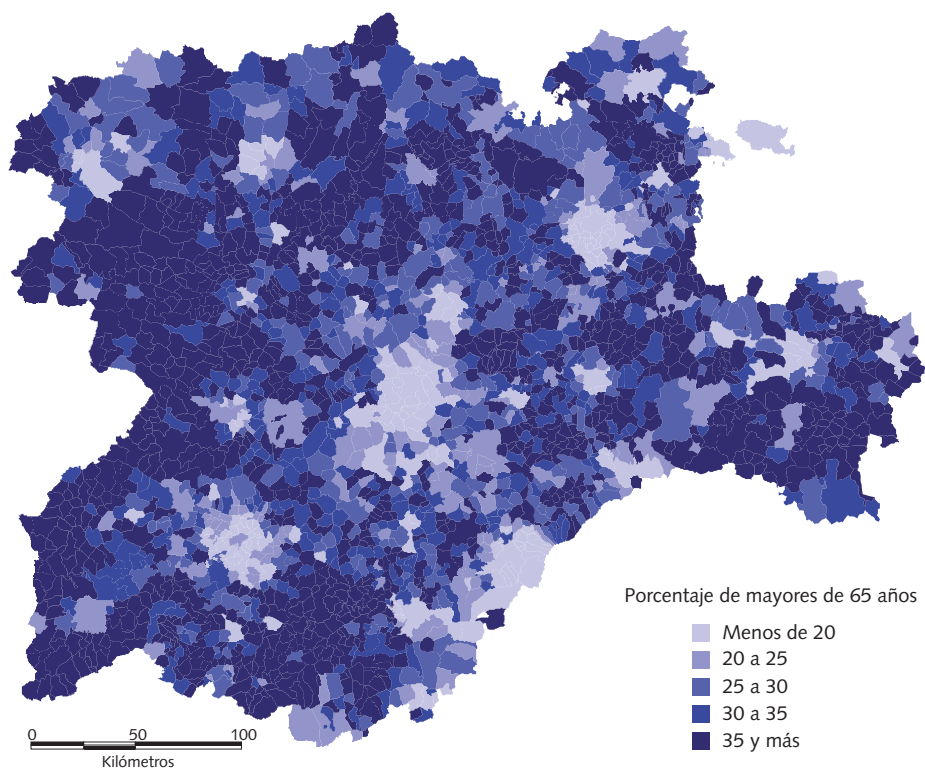 Porcentaje de mayores de 65 años
Menos de 20
20 a 25
25 a 30
30 a 35
35 y más
0 50 100
Kilómetros